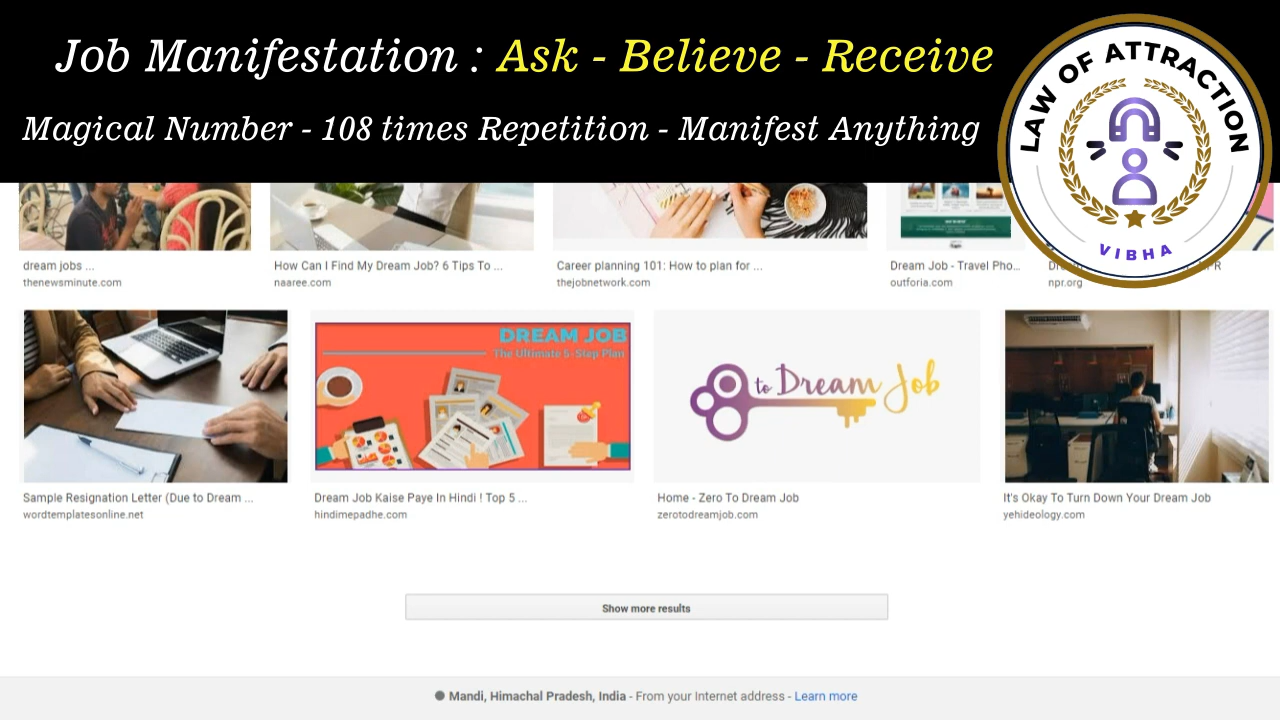 Job Manifestation : Ask - Believe - Receive
Magical Number - 108 times Repetition - Manifest Anything
LAW OF ATTRACTION
VIBHA
dream jobs ...
thenewsminute.com
How Can I Find My Dream Job? 6 Tips To ...
naaree.com
Career planning 101: How to plan for ...
thejobnetwork.com
Dream Job - Travel Pho...
outforia.com
npr.org
DREAM JOB
The Ultimate 5-Step Plan
to Dream Job
Sample Resignation Letter (Due to Dream ...
wordtemplatesonline.net
Dream Job Kaise Paye In Hindi ! Top 5 ...
hindimepadhe.com
Home - Zero To Dream Job
zerotodreamjob.com
It's Okay To Turn Down Your Dream Job
yehideology.com
Show more results
Mandi, Himachal Pradesh, India - From your Internet address - Learn more